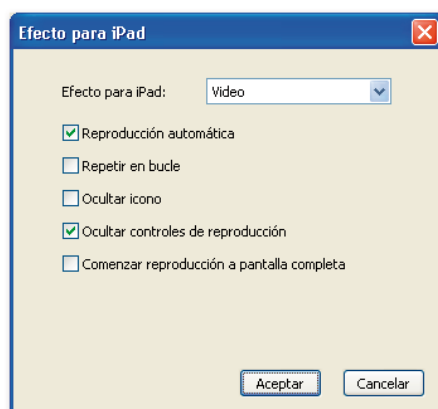 Efecto para iPad
Efecto para iPad: Video
Reproducción automática
Repetir en bucle
Ocultar icono
Ocultar controles de reproducción
Comenzar reproducción a pantalla completa
Aceptar Cancelar